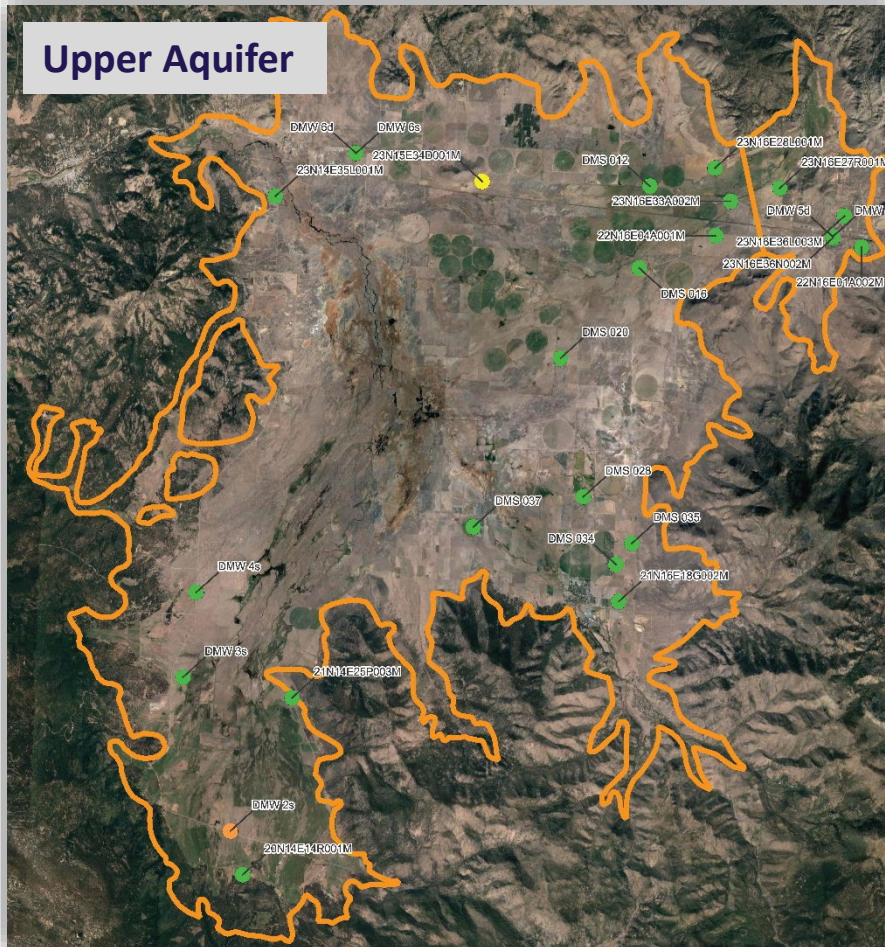 Upper Aquifer
DMW 6d
DMW 6s
23N15E34D001M
23N14E35L001M
DMS 012
23N16E28L001M
23N16E27R001M
23N16E33A002M
DMW 5d
DMW
22N16E04A001M
23N16E36L003M
23N16E36N002M
22N16E01A002M
DMS 016
DMS 020
DMS 028
DMS 037
DMS 035
DMS 034
21N16E18G002M
DMW 4s
DMW 3s
21N14E25P003M
DMW 2s
20N14E14R001M